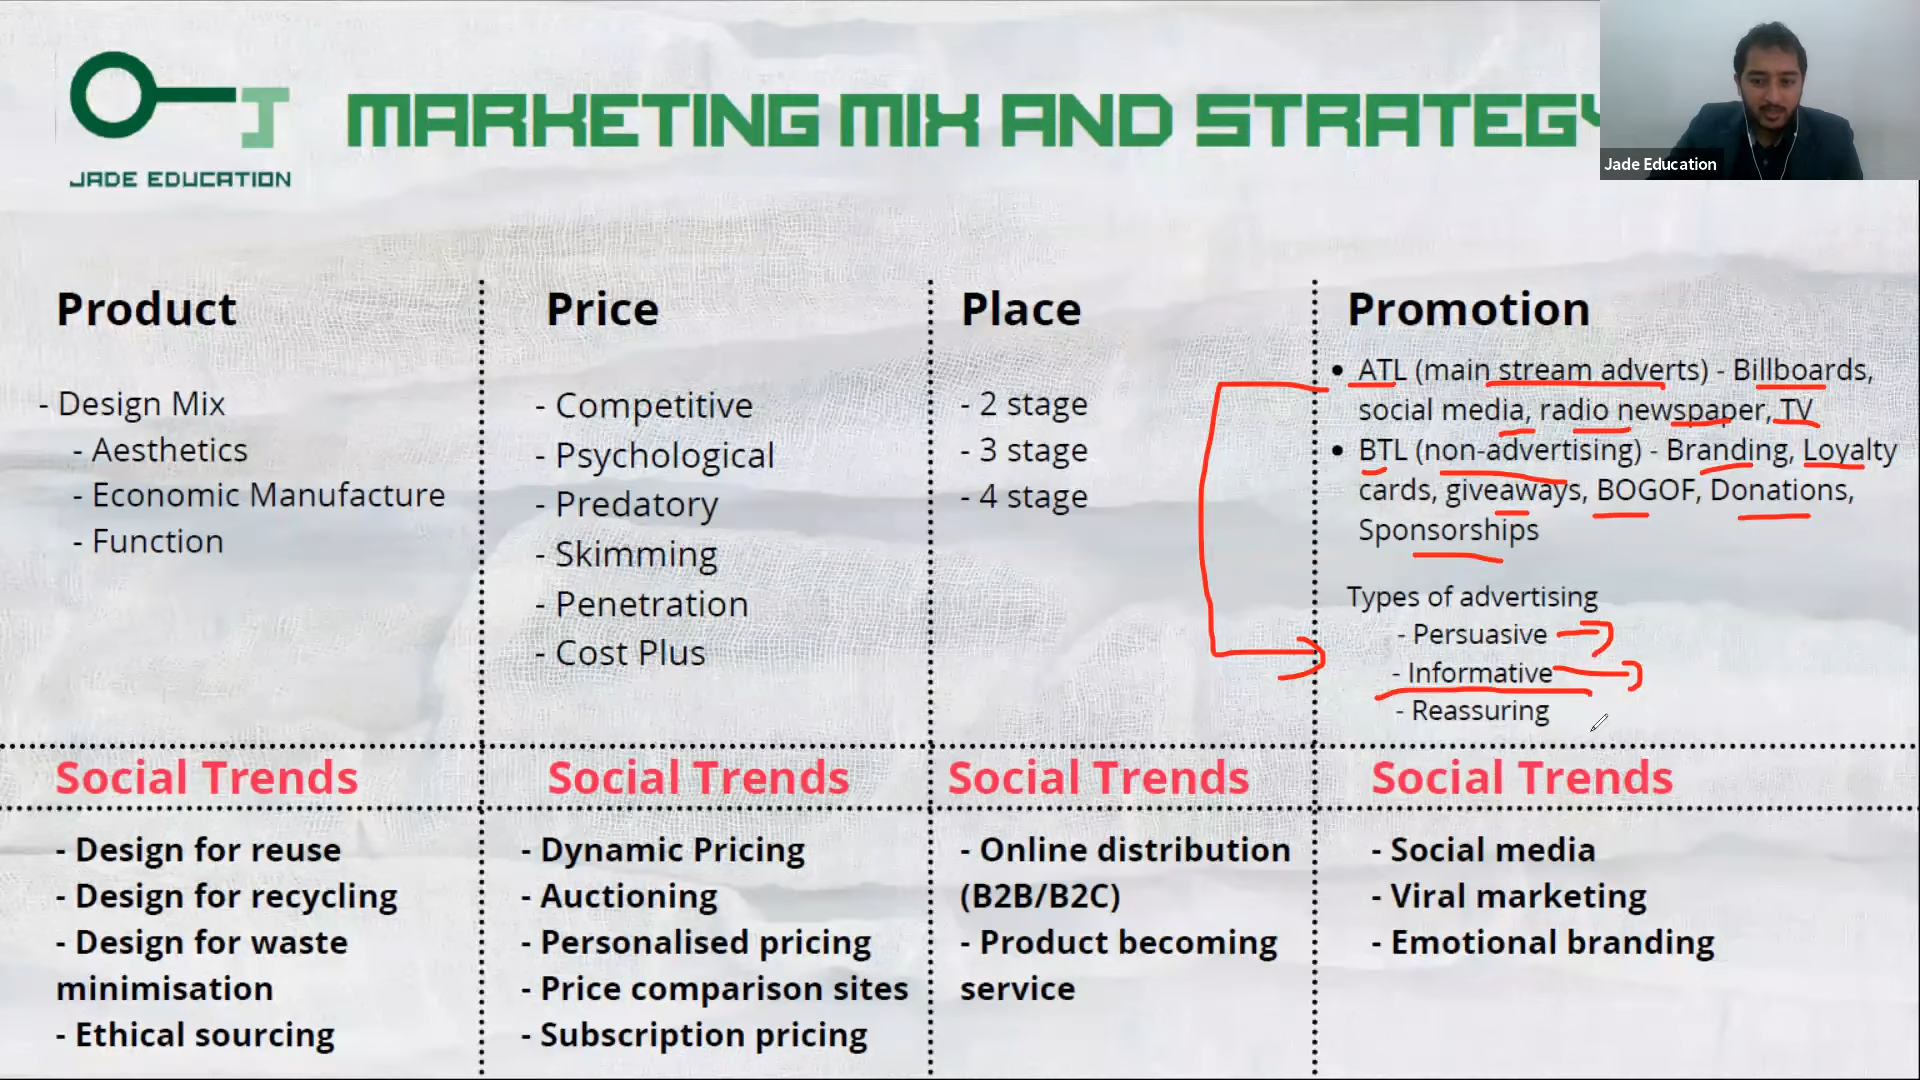 J
JADE EDUCATION
MARKETING MIX AND STRATEGY
Jade Education
Product
- Design Mix
- Aesthetics
- Economic Manufacture
- Function
Price
- Competitive
- Psychological
- Predatory
- Skimming
- Penetration
- Cost Plus
Place
- 2 stage
- 3 stage
- 4 stage
Promotion
• ATL (main stream adverts) - Billboards,
social media, radio newspaper, TV
• BTL (non-advertising) - Branding, Loyalty
cards, giveaways, BOGOF, Donations,
Sponsorships
Types of advertising
- Persuasive
- Informative
- Reassuring
Social Trends
- Design for reuse
- Design for recycling
- Design for waste
minimisation
- Ethical sourcing
Social Trends
- Dynamic Pricing
- Auctioning
- Personalised pricing
- Price comparison sites
- Subscription pricing
Social Trends
- Online distribution
(B2B/B2C)
- Product becoming
service
Social Trends
- Social media
- Viral marketing
- Emotional branding